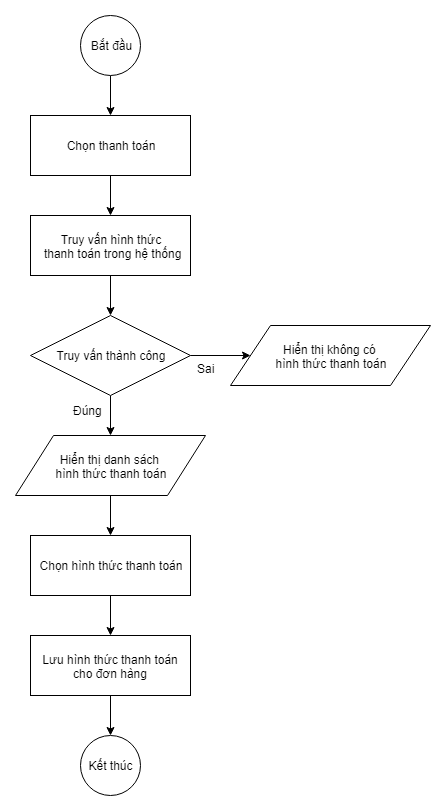 Bắt đầu
Chọn thanh toán
Truy vấn hình thức
thanh toán trong hệ thống
Truy vấn thành công
Sai
Hiển thị không có
hình thức thanh toán
Đúng
Hiển thị danh sách
hình thức thanh toán
Chọn hình thức thanh toán
Lưu hình thức thanh toán
cho đơn hàng
Kết thúc